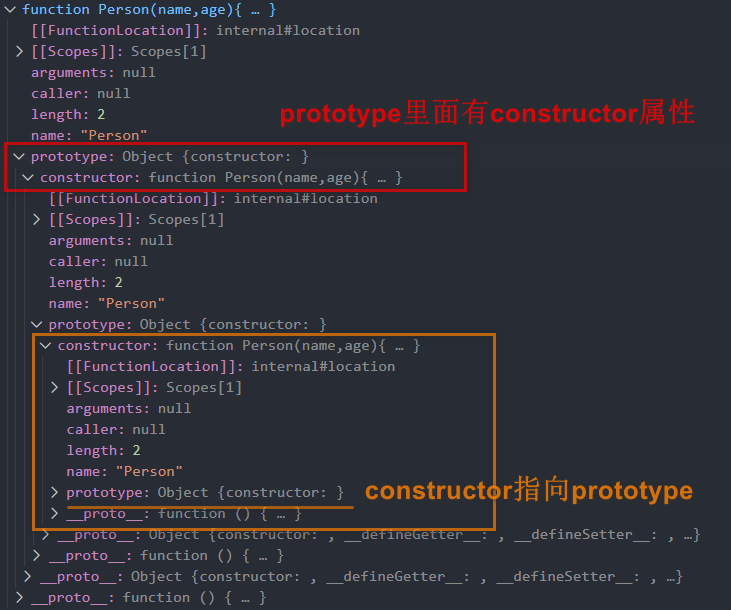 function Person(name,age){ … }
[[FunctionLocation]]: internal#location
[[Scopes]]: Scopes[1]
arguments: null
caller: null
length: 2
prototype里面有constructor属性
name: "Person"
prototype: Object {constructor: }
constructor: function Person(name,age){ … }
[[FunctionLocation]]: internal#location
[[Scopes]]: Scopes[1]
arguments: null
caller: null
length: 2
name: "Person"
prototype: Object {constructor: }
constructor: function Person(name,age){ … }
[[FunctionLocation]]: internal#location
[[Scopes]]: Scopes[1]
arguments: null
caller: null
length: 2
name: "Person"
prototype: Object {constructor: }
constructor指向prototype
__proto__: function () { … }
__proto__: Object {constructor: , __defineGetter__: , __defineSetter__: , …}
__proto__: function () { … }
__proto__: Object {constructor: , __defineGetter__: , __defineSetter__: , …}
__proto__: function () { … }